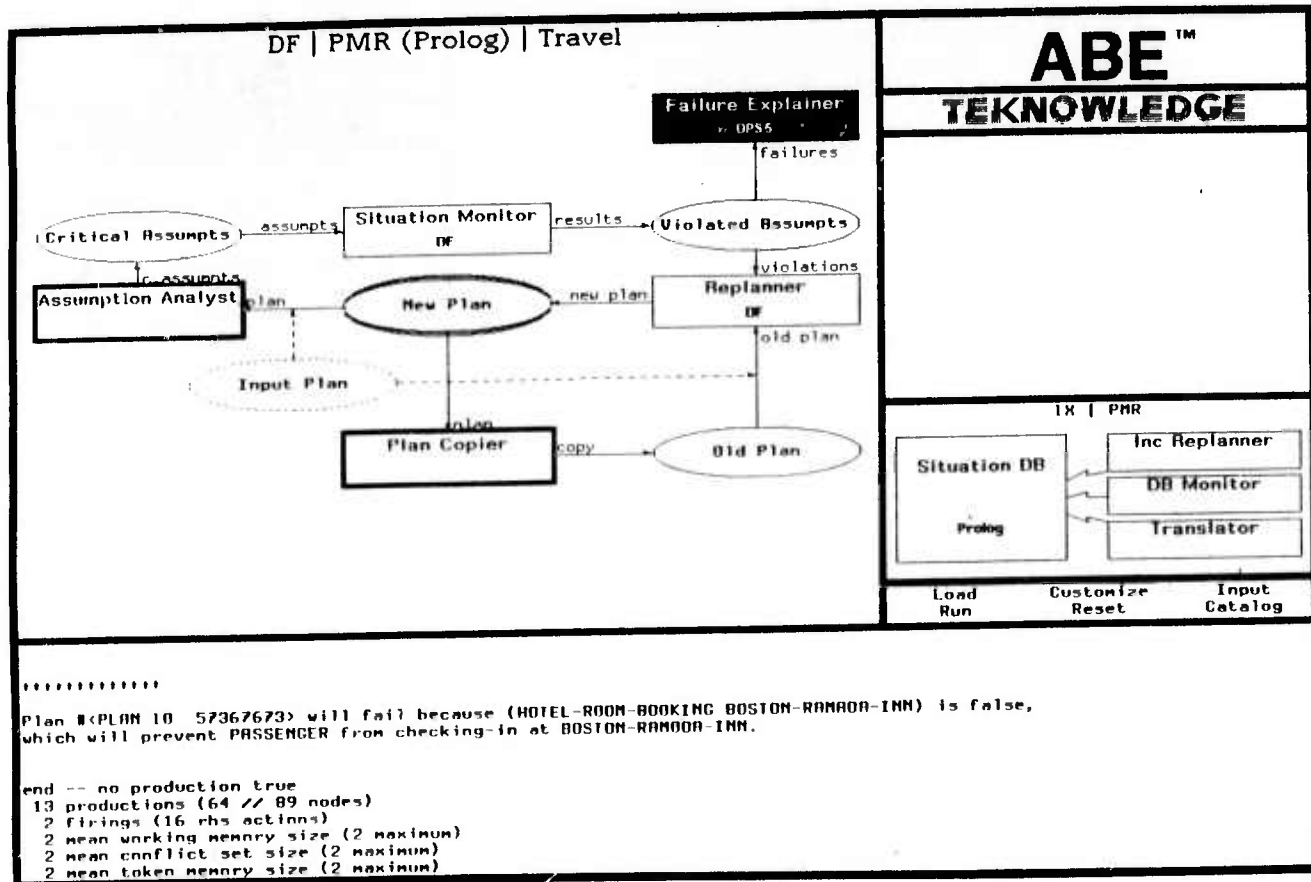 DF | PMR (Prolog) | Travel
ABE™
TEKNOWLEDGE
Failure Explainer
OPS5
failures
Critical Assumpts
assumpts
Situation Monitor
DF
results
Violated Assumpts
c-assumpts
violations
Assumption Analyst
plan
New Plan
new plan
Replanner
DF
old plan
Input Plan
plan
Plan Copier
copy
Old Plan
IX | PMR
Situation DB
Prolog
Inc Replanner
DB Monitor
Translator
Load Customize Input
Run Reset Catalog
Plan #<PLAN 10 57367673> will fail because (HOTEL-ROOM-BOOKING BOSTON-RAMADA-INN) is false,
which will prevent PASSENGER from checking-in at BOSTON-RAMADA-INN.
end -- no production true
13 productions (64 // 89 nodes)
2 firings (16 rhs actions)
2 mean working memory size (2 maximum)
2 mean conflict set size (2 maximum)
2 mean token memory size (2 maximum)